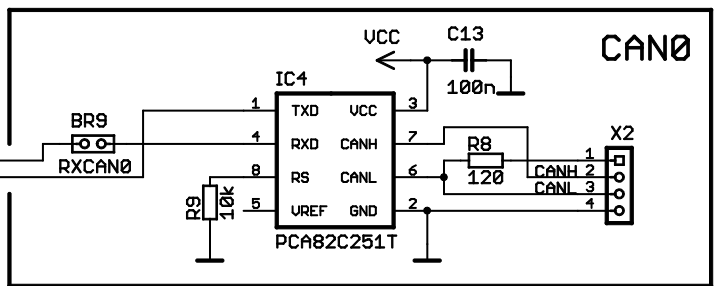 VCC
C13
CAN0
100n
IC4
1 TXD VCC 3
BR9
4 RXD CANH 7
RXCAN0
R8
X2
1
8 RS CANL 6
120
CANH 2
CANL 3
R9
10k
5 VREF GND 2
4
PCA82C251T